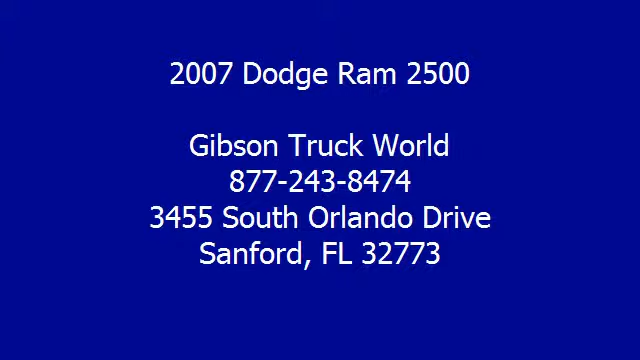 2007 Dodge Ram 2500
Gibson Truck World
877-243-8474
3455 South Orlando Drive
Sanford, FL 32773